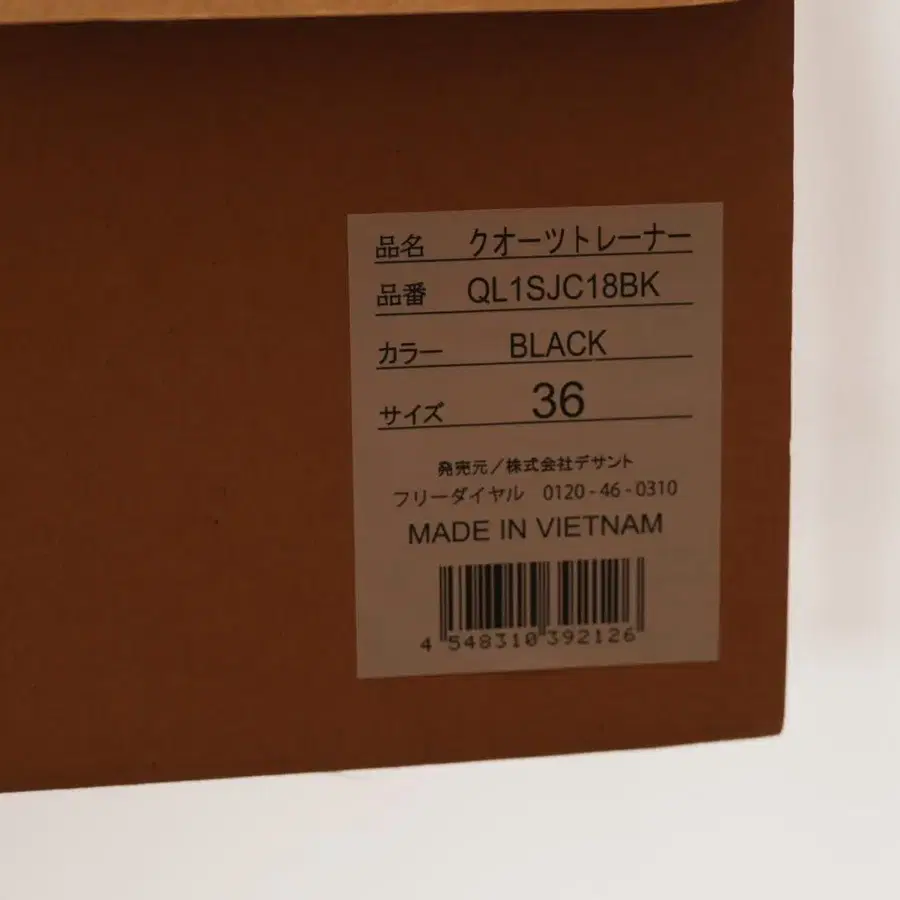 品名 クオーツトレーナー
品番 QL1SJC18BK
カラー BLACK
サイズ 36
発売元/株式会社デサント
フリーダイヤル 0120-46-0310
MADE IN VIETNAM
4 548310 392126